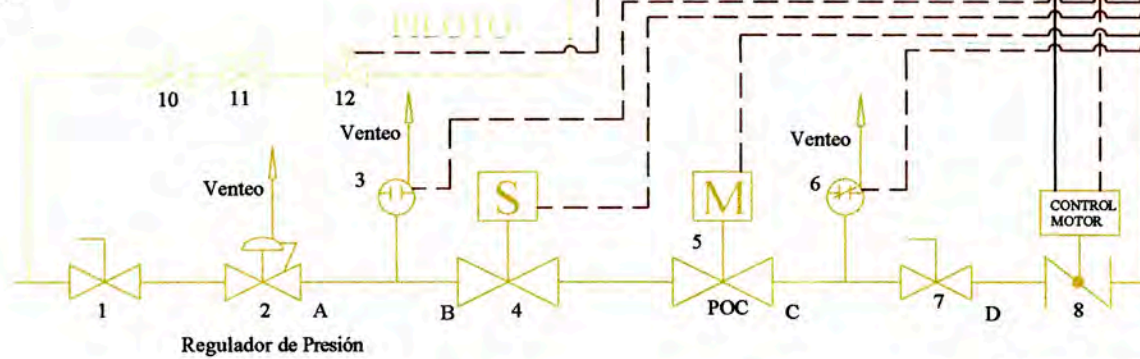 PILOTO
10 11 12
Venteo
Venteo
Venteo
3
6
S
M
CONTROL
MOTOR
5
1
2
A
B
4
POC
C
7
D
8
Regulador de Presión